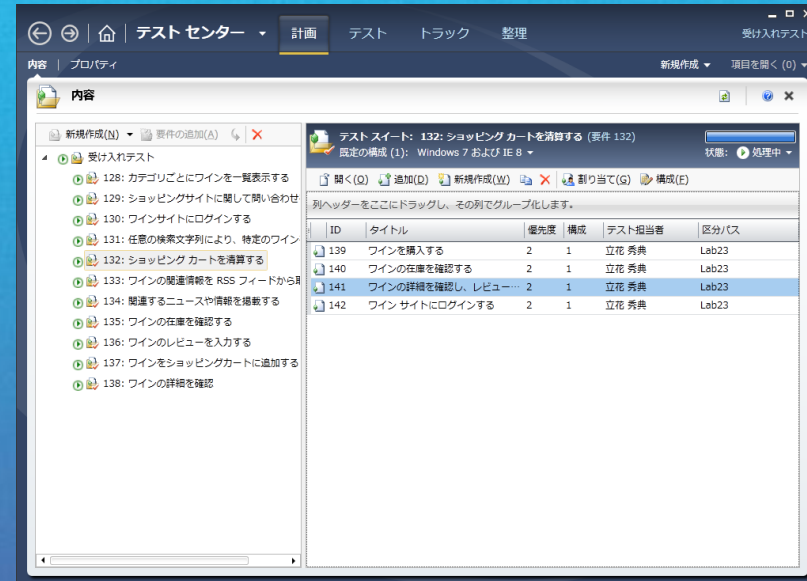 テスト センター 計画 テスト トラック 整理 受け入れテスト
内容 | プロパティ 新規作成 項目を開く (0)
内容
新規作成(N) 要件の追加(A)
受け入れテスト
128: カテゴリごとにワインを一覧表示する
129: ショッピングサイトに関して問い合わせ
130: ワインサイトにログインする
131: 任意の検索文字列により、特定のワイン
132: ショッピング カートを清算する
133: ワインの関連情報を RSS フィードから
134: 関連するニュースや情報を掲載する
135: ワインの在庫を確認する
136: ワインのレビューを入力する
137: ワインをショッピングカートに追加する
138: ワインの詳細を確認
テスト スイート: 132: ショッピング カートを清算する (要件 132)
既定の構成 (1): Windows 7 および IE 8 状態: 処理中
開く(O) 追加(D) 新規作成(W) 割り当て(G) 構成(F)
列ヘッダーをここにドラッグし、その列でグループ化します。
ID タイトル 優先度 構成 テスト担当者 区分パス
139 ワインを購入する 2 1 立花 秀典 Lab23
140 ワインの在庫を確認する 2 1 立花 秀典 Lab23
141 ワインの詳細を確認し、レビュー… 2 1 立花 秀典 Lab23
142 ワイン サイトにログインする 2 1 立花 秀典 Lab23